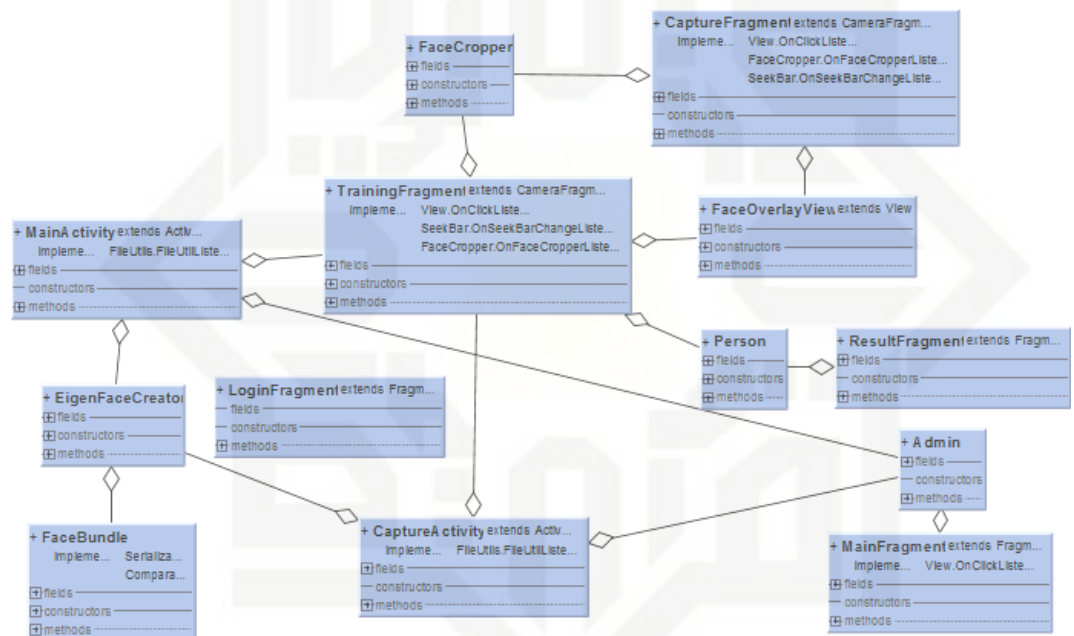 + FaceCropper
fields
constructors
methods
+ CaptureFragment extends CameraFragm...
Impleme... View.OnClickListe...
FaceCropper.OnFaceCropperListe...
SeekBar.OnSeekBarChangeListe...
fields
constructors
methods
+ TrainingFragment extends CameraFragm...
Impleme... View.OnClickListe...
SeekBar.OnSeekBarChangeListe...
FaceCropper.OnFaceCropperListe...
fields
constructors
methods
+ FaceOverlayView extends View
fields
constructors
methods
+ MainActivity extends Activ...
Impleme... FileUtils.FileUtilListe...
fields
constructors
methods
+ Person
fields
constructors
methods
+ ResultFragment extends Fragm...
fields
constructors
methods
+ EigenFaceCreator
fields
constructors
methods
+ LoginFragment extends Fragm...
fields
constructors
methods
+ Admin
fields
constructors
methods
+ FaceBundle
Impleme... Serializa...
Compara...
fields
constructors
methods
+ CaptureActivity extends Activ...
Impleme... FileUtils.FileUtilListe...
fields
constructors
methods
+ MainFragment extends Fragm...
Impleme... View.OnClickListe...
fields
constructors
methods